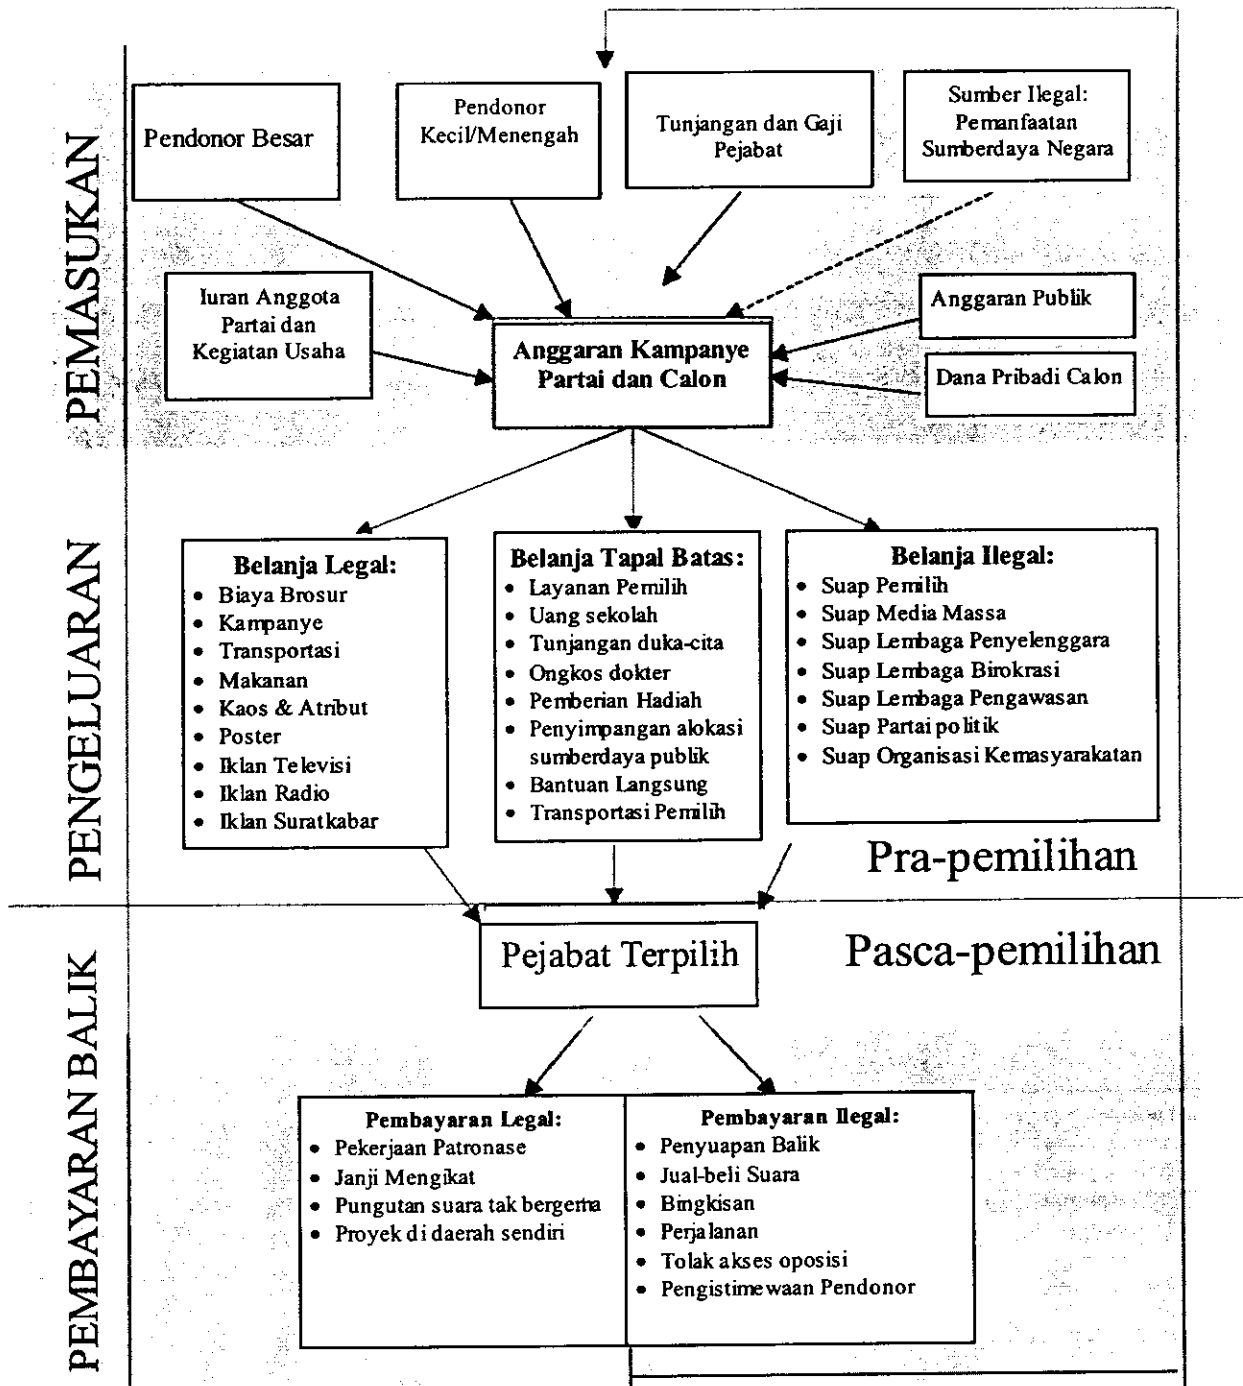 PEMASUKAN
Pendonor Besar
Pendonor
Kecil/Menengah
Tunjangan dan Gaji
Pejabat
Sumber Ilegal:
Pemanfaatan
Sumberdaya Negara
Iuran Anggota
Partai dan
Kegiatan Usaha
Anggaran Kampanye
Partai dan Calon
Anggaran Publik
Dana Pribadi Calon
PENGELUARAN
Belanja Legal:
• Biaya Brosur
• Kampanye
• Transportasi
• Makanan
• Kaos & Atribut
• Poster
• Iklan Televisi
• Iklan Radio
• Iklan Suratkabar
Belanja Tapal Batas:
• Layanan Pemilih
• Uang sekolah
• Tunjangan duka-cita
• Ongkos dokter
• Pemberian Hadiah
• Penyimpangan alokasi
sumberdaya publik
• Bantuan Langsung
• Transportasi Pemilih
Belanja Ilegal:
• Suap Pemilih
• Suap Media Massa
• Suap Lembaga Penyelenggara
• Suap Lembaga Birokrasi
• Suap Lembaga Pengawasan
• Suap Partai politik
• Suap Organisasi Kemasyarakatan
Pra-pemilihan
Pejabat Terpilih
Pasca-pemilihan
PEMBAYARAN BALIK
Pembayaran Legal:
• Pekerjaan Patronase
• Janji Mengikat
• Pungutan suara tak bergema
• Proyek di daerah sendiri
Pembayaran Ilegal:
• Penyuapan Balik
• Jual-beli Suara
• Bingkisan
• Perjalanan
• Tolak akses oposisi
• Pengistimewaan Pendonor